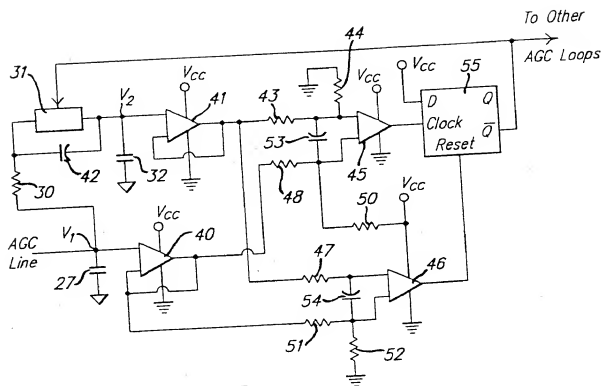 To Other
AGC Loops
44
31
V2
VCC
41
43
VCC
VCC
55
D Q
Clock
Q̅
Reset
53
45
42
32
48
30
50
VCC
VCC
V1
40
AGC
Line
27
47
46
54
51
52